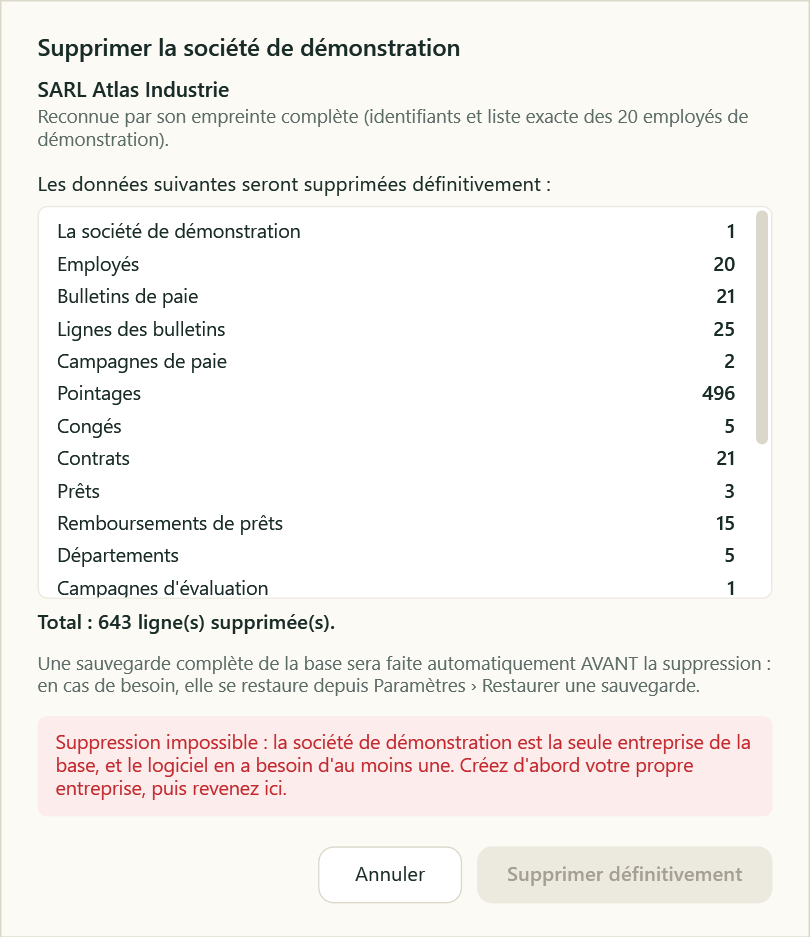 Supprimer la société de démonstration
SARL Atlas Industrie
Reconnue par son empreinte complète (identifiants et liste exacte des 20 employés de
démonstration).
Les données suivantes seront supprimées définitivement :
La société de démonstration 1
Employés 20
Bulletins de paie 21
Lignes des bulletins 25
Campagnes de paie 2
Pointages 496
Congés 5
Contrats 21
Prêts 3
Remboursements de prêts 15
Départements 5
Campagnes d'évaluation 1
Total : 643 ligne(s) supprimée(s).
Une sauvegarde complète de la base sera faite automatiquement AVANT la suppression :
en cas de besoin, elle se restaure depuis Paramètres › Restaurer une sauvegarde.
Suppression impossible : la société de démonstration est la seule entreprise de la
base, et le logiciel en a besoin d'au moins une. Créez d'abord votre propre
entreprise, puis revenez ici.
Annuler
Supprimer définitivement